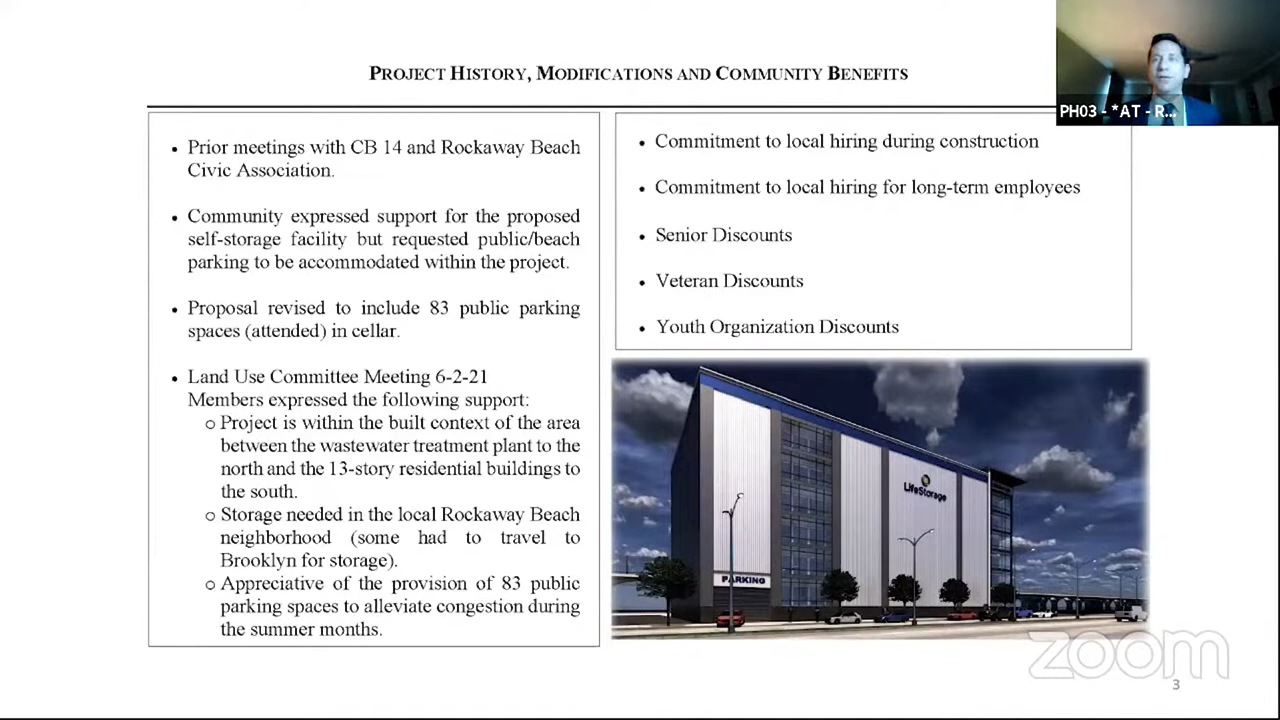 PROJECT HISTORY, MODIFICATIONS AND COMMUNITY BENEFITS
PH03 - *AT - R...
• Prior meetings with CB 14 and Rockaway Beach
Civic Association.
• Community expressed support for the proposed
self-storage facility but requested public/beach
parking to be accommodated within the project.
• Proposal revised to include 83 public parking
spaces (attended) in cellar.
• Land Use Committee Meeting 6-2-21
Members expressed the following support:
o Project is within the built context of the area
between the wastewater treatment plant to the
north and the 13-story residential buildings to
the south.
o Storage needed in the local Rockaway Beach
neighborhood (some had to travel to
Brooklyn for storage).
o Appreciative of the provision of 83 public
parking spaces to alleviate congestion during
the summer months.
• Commitment to local hiring during construction
• Commitment to local hiring for long-term employees
• Senior Discounts
• Veteran Discounts
• Youth Organization Discounts
LifeStorage
PARKING
zoom
3